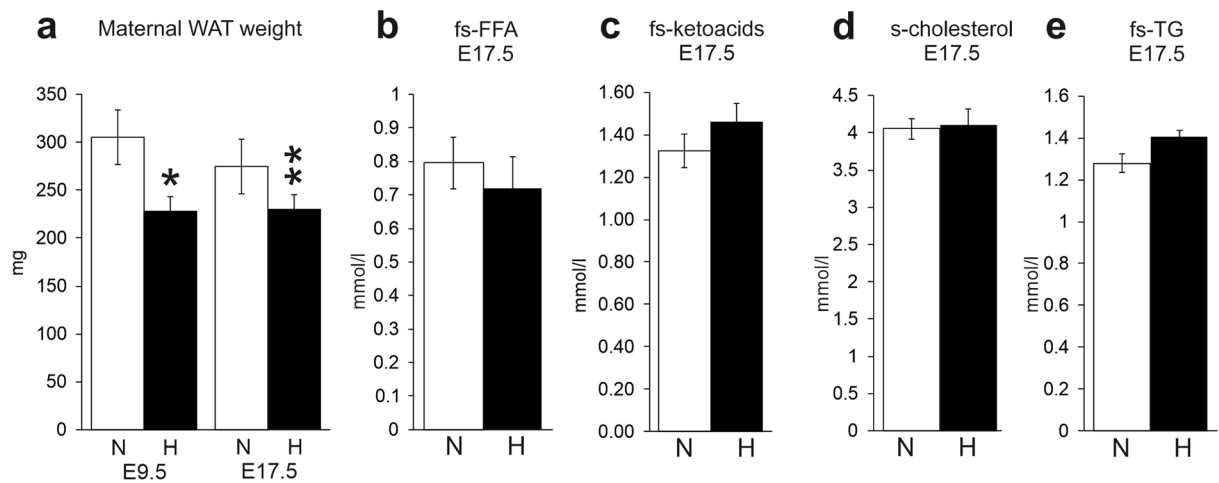 a Maternal WAT weight
350
300
250
200
150
100
50
0
mg
*
**
N H N H
E9.5 E17.5
b fs-FFA
E17.5
1
0.9
0.8
0.7
0.6
0.5
0.4
0.3
0.2
0.1
0
mmol/l
N H
c fs-ketoacids
E17.5
1.60
1.40
1.20
1.00
0.80
0.60
0.40
0.20
0.00
mmol/l
N H
d s-cholesterol
E17.5
4.5
4
3.5
3
2.5
2
1.5
1
0.5
0
mmol/l
N H
e fs-TG
E17.5
1.6
1.4
1.2
1
0.8
0.6
0.4
0.2
0
mmol/l
N H